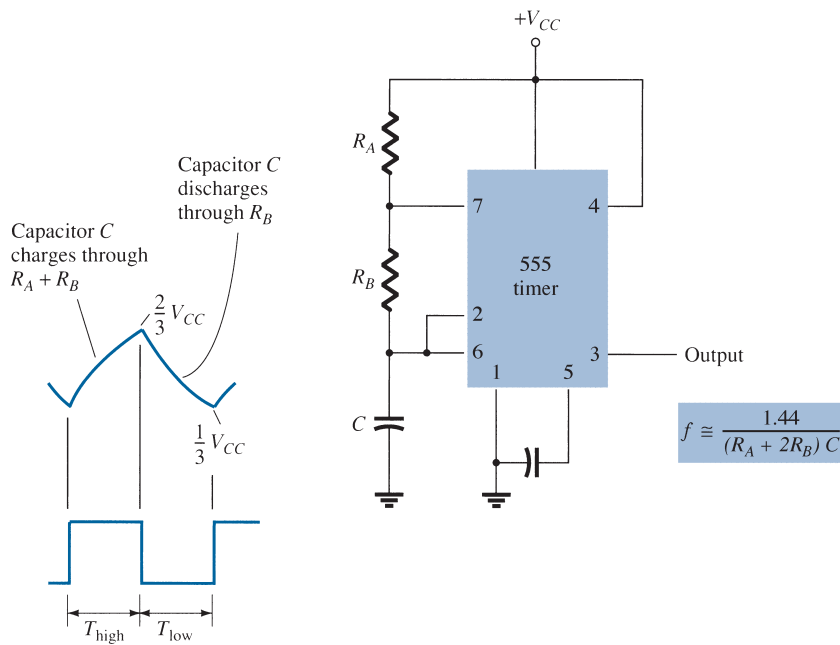 +V_CC
R_A
Capacitor C
discharges
through R_B
Capacitor C
charges through
R_A + R_B
7
4
555
timer
R_B
2/3 V_CC
2
6
3
Output
1
5
C
1/3 V_CC
f ≅ 1.44 / (R_A + 2R_B) C
T_high
T_low